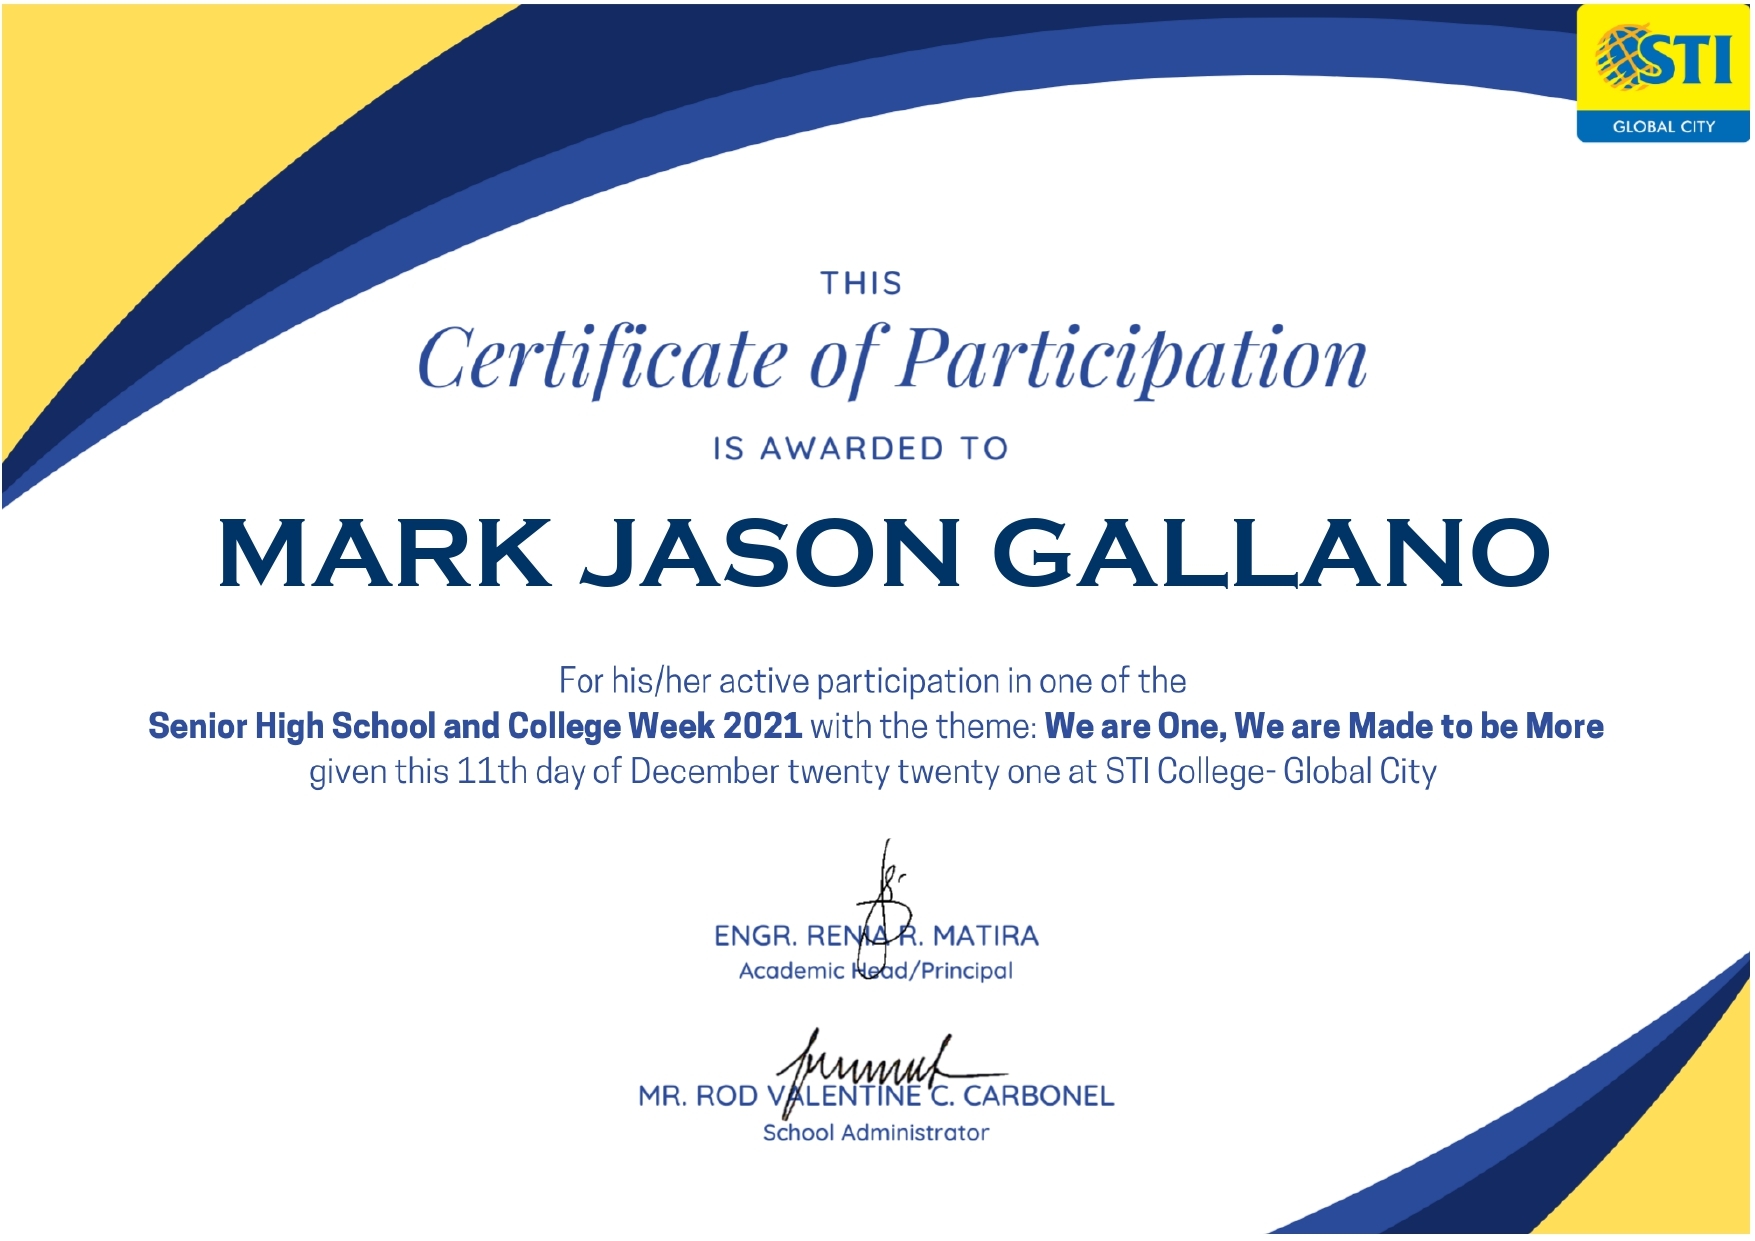 STI
GLOBAL CITY
THIS
Certificate of Participation
IS AWARDED TO
MARK JASON GALLANO
For his/her active participation in one of the
Senior High School and College Week 2021 with the theme: We are One, We are Made to be More
given this 11th day of December twenty twenty one at STI College- Global City
ENGR. RENIA R. MATIRA
Academic Head/Principal
MR. ROD VALENTINE C. CARBONEL
School Administrator